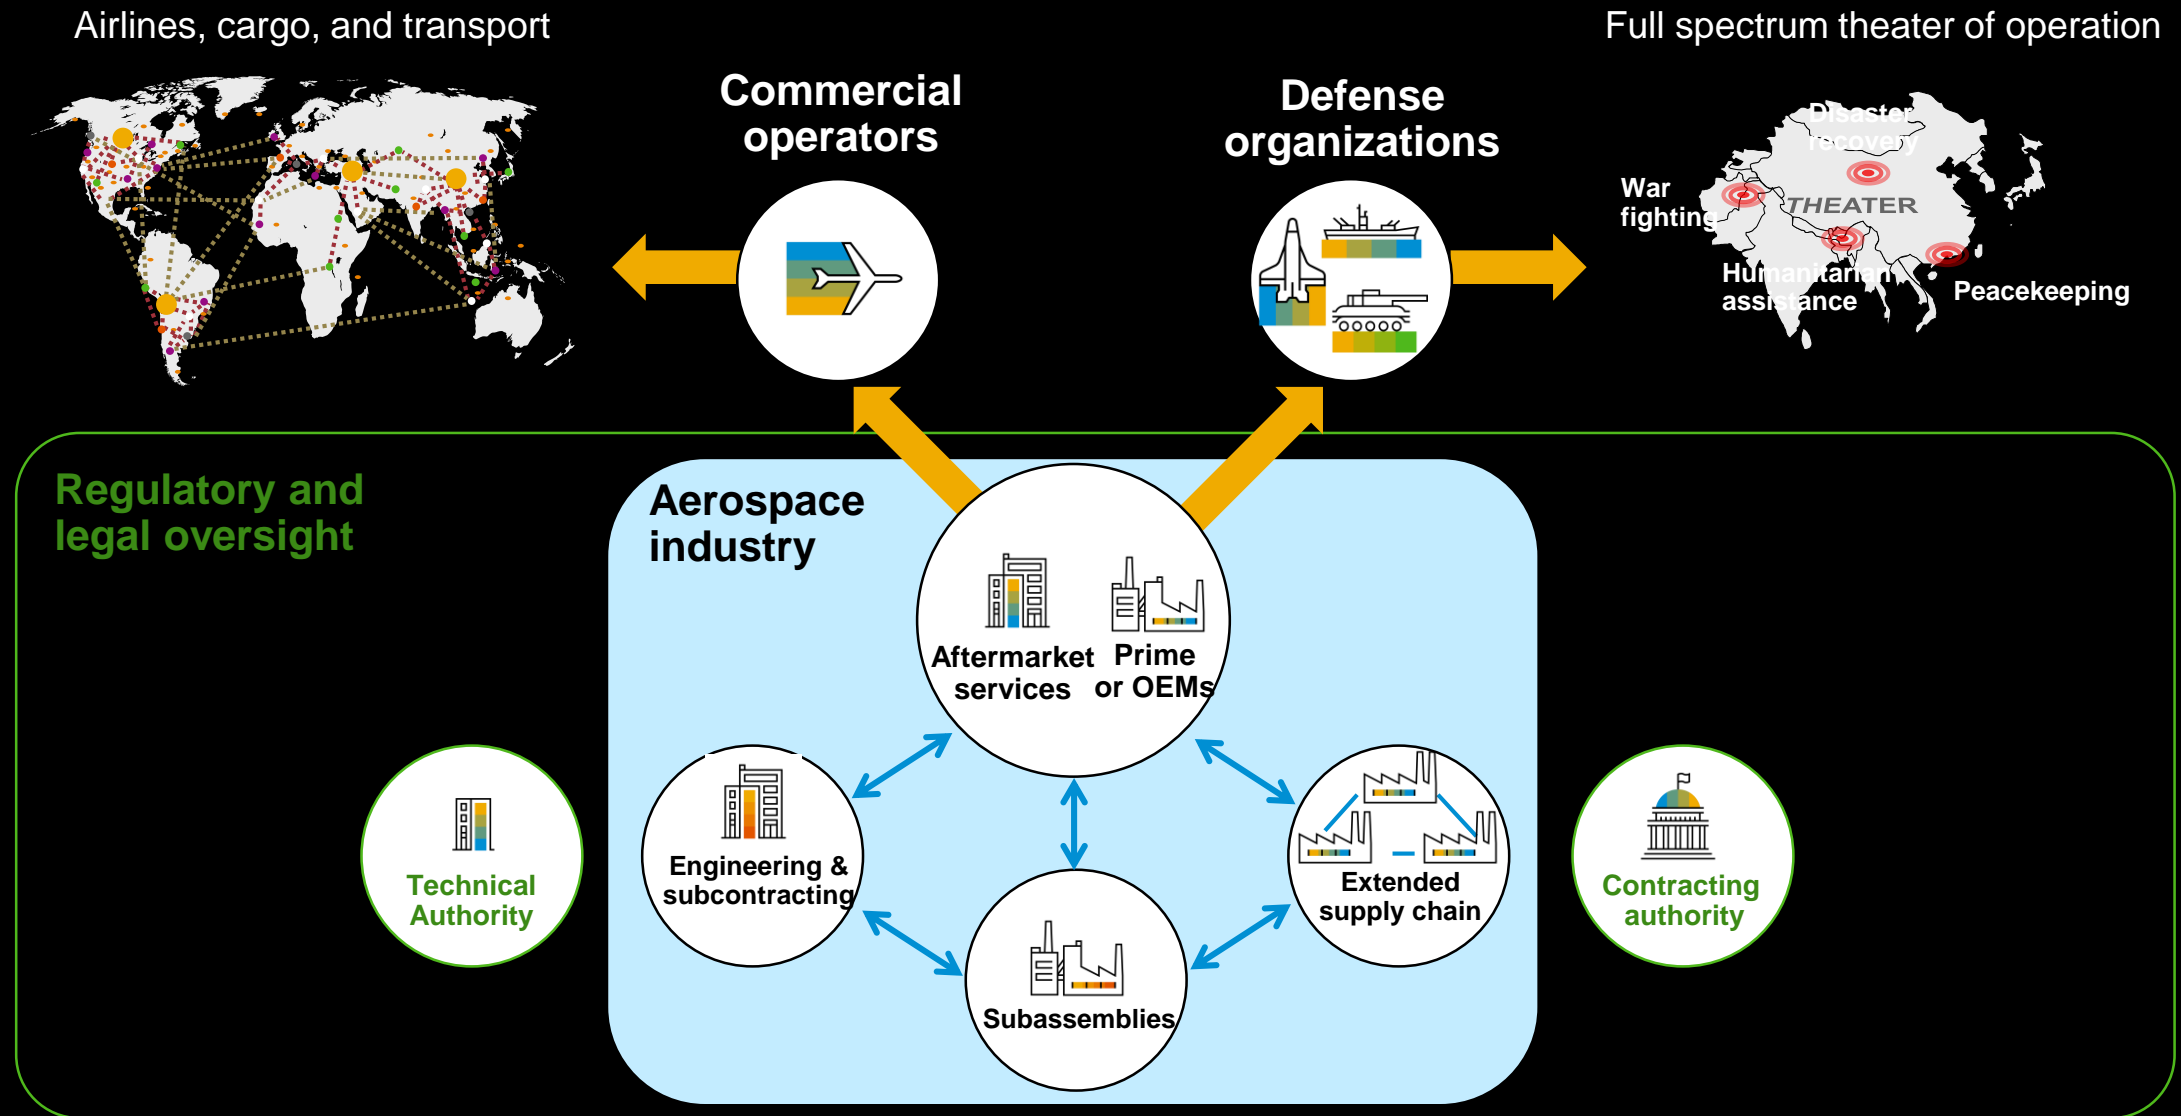 Airlines, cargo, and transport
Full spectrum theater of operation
Commercial
operators
Defense
organizations
Disaster
recovery
War
fighting
THEATER
Humanitarian
assistance
Peacekeeping
Regulatory and
legal oversight
Aerospace
industry
Aftermarket
services
Prime
or OEMs
Technical
Authority
Engineering &
subcontracting
Extended
supply chain
Contracting
authority
Subassemblies